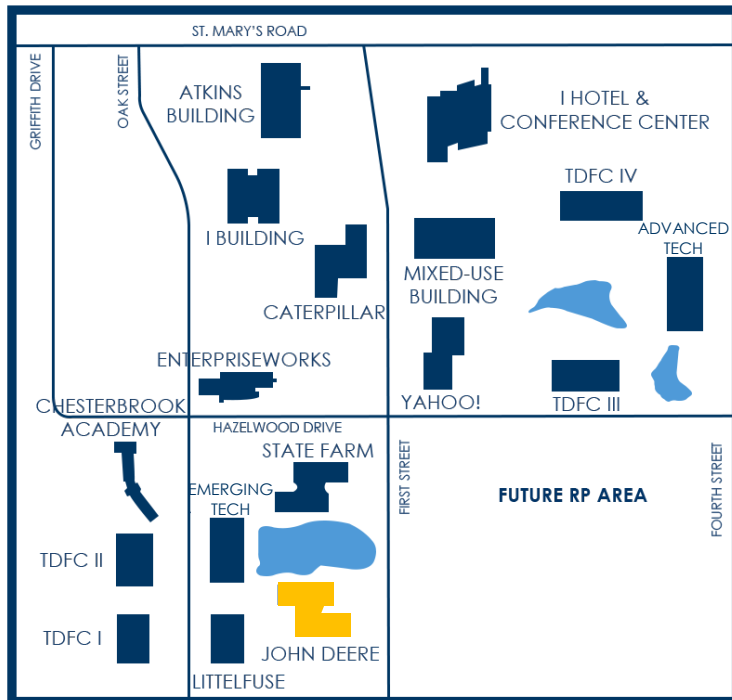 ST. MARY'S ROAD
GRIFFITH DRIVE
OAK STREET
ATKINS
BUILDING
I HOTEL &
CONFERENCE CENTER
TDFC IV
I BUILDING
ADVANCED
TECH
MIXED-USE
BUILDING
CATERPILLAR
ENTERPRISEWORKS
YAHOO!
TDFC III
CHESTERBROOK
ACADEMY
HAZELWOOD DRIVE
STATE FARM
FIRST STREET
FOURTH STREET
EMERGING
TECH
FUTURE RP AREA
TDFC II
TDFC I
JOHN DEERE
LITTELFUSE